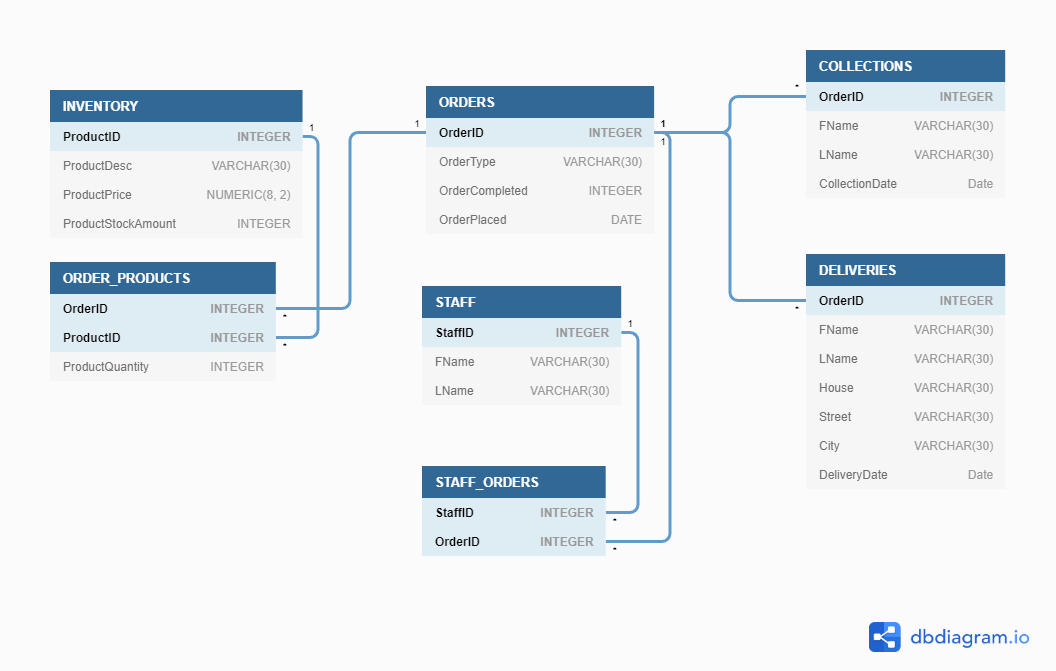 INVENTORY
ProductID INTEGER
ProductDesc VARCHAR(30)
ProductPrice NUMERIC(8, 2)
ProductStockAmount INTEGER
1
ORDER_PRODUCTS
OrderID INTEGER
*
ProductID INTEGER
*
ProductQuantity INTEGER
1
ORDERS
OrderID INTEGER
OrderType VARCHAR(30)
OrderCompleted INTEGER
OrderPlaced DATE
1
1
STAFF
StaffID INTEGER
FName VARCHAR(30)
LName VARCHAR(30)
1
STAFF_ORDERS
StaffID INTEGER
*
OrderID INTEGER
*
*
COLLECTIONS
OrderID INTEGER
FName VARCHAR(30)
LName VARCHAR(30)
CollectionDate Date
DELIVERIES
OrderID INTEGER
*
FName VARCHAR(30)
LName VARCHAR(30)
House VARCHAR(30)
Street VARCHAR(30)
City VARCHAR(30)
DeliveryDate Date
dbdiagram.io